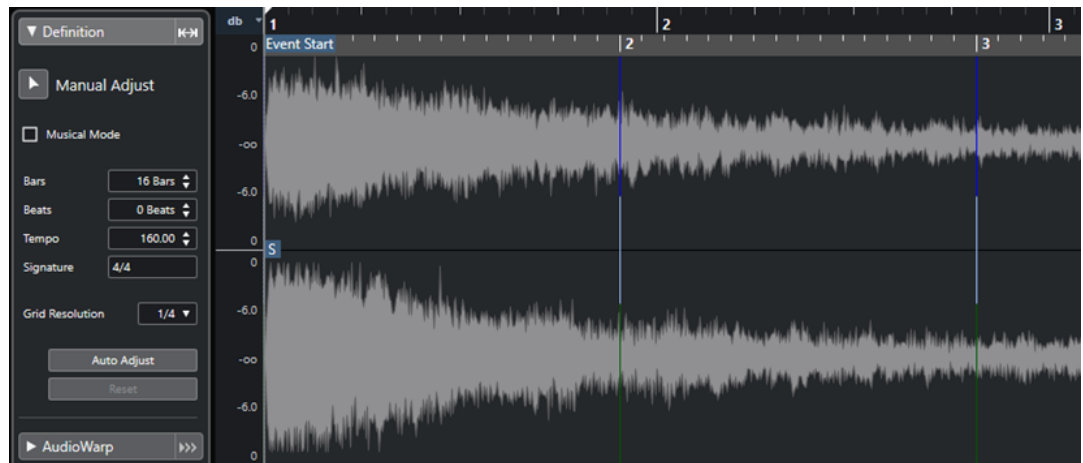 Definition
Manual Adjust
Musical Mode
Bars 16 Bars
Beats 0 Beats
Tempo 160.00
Signature 4/4
Grid Resolution 1/4
Auto Adjust
Reset
AudioWarp
db 1 2 3
Event Start 2 3
0
-6.0
-∞
-6.0
0
S
0
-6.0
-∞
-6.0
0